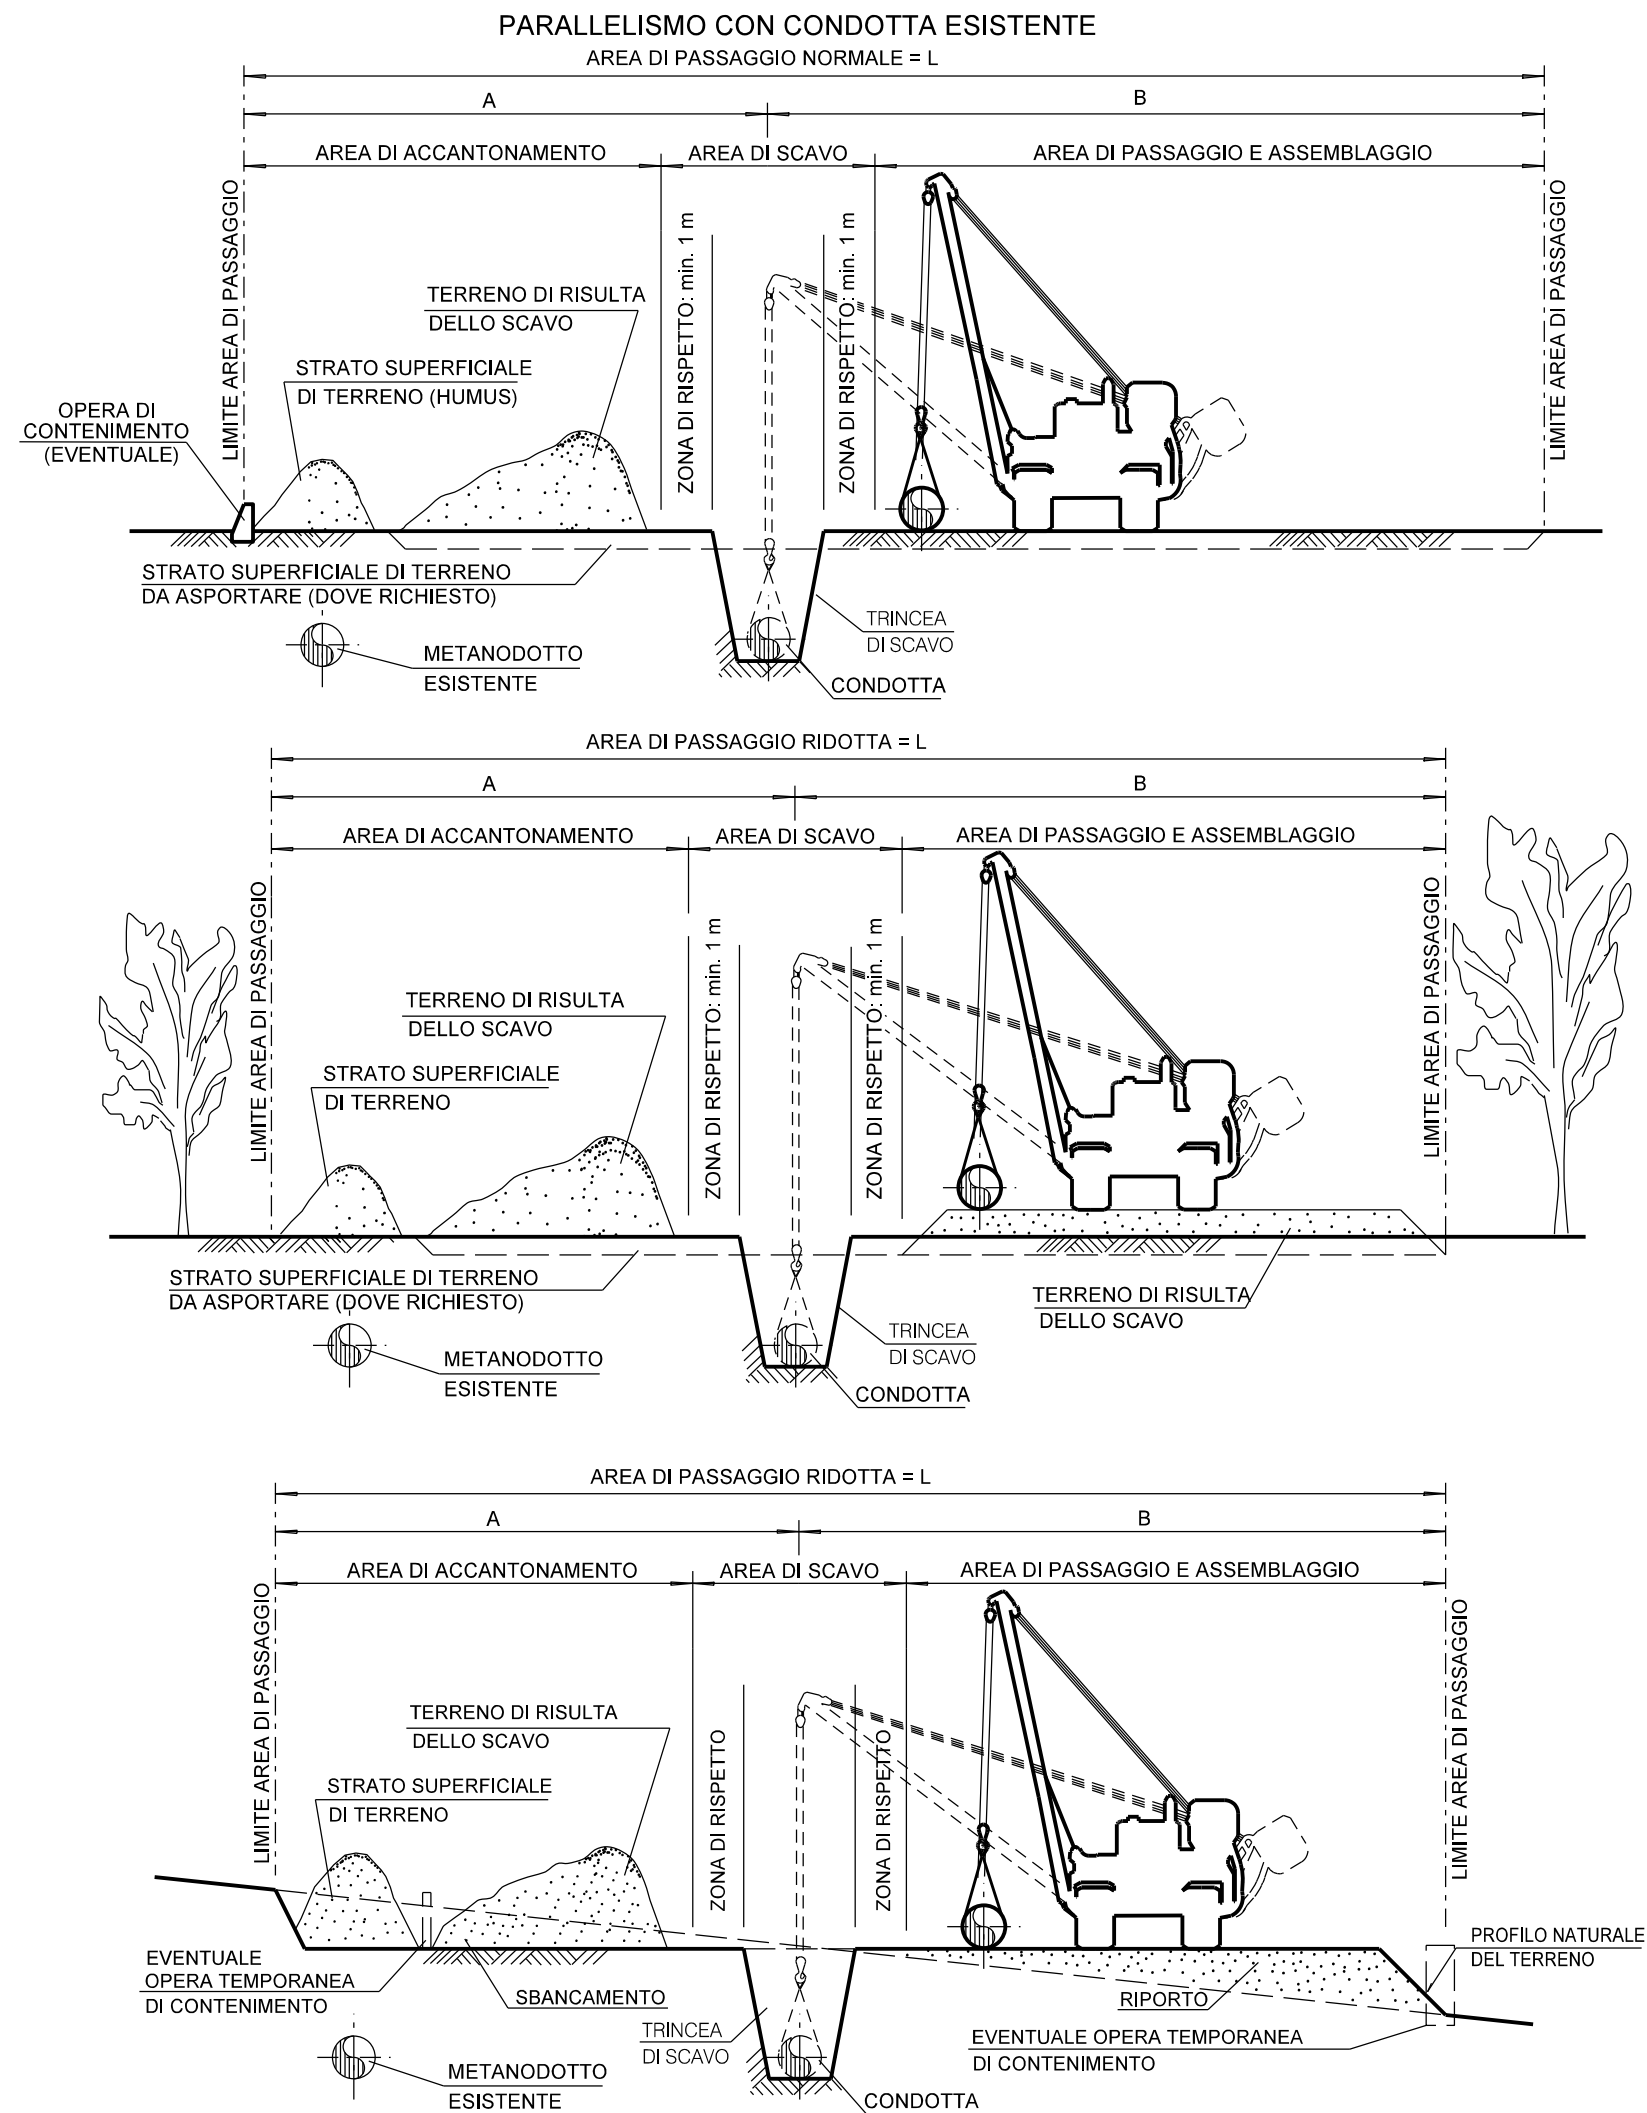 PARALLELISMO CON CONDOTTA ESISTENTE
AREA DI PASSAGGIO NORMALE = L
A
B
AREA DI ACCANTONAMENTO
AREA DI SCAVO
AREA DI PASSAGGIO E ASSEMBLAGGIO
LIMITE AREA DI PASSAGGIO
ZONA DI RISPETTO: min. 1 m
ZONA DI RISPETTO: min. 1 m
LIMITE AREA DI PASSAGGIO
TERRENO DI RISULTA
DELLO SCAVO
STRATO SUPERFICIALE
DI TERRENO (HUMUS)
OPERA DI
CONTENIMENTO
(EVENTUALE)
STRATO SUPERFICIALE DI TERRENO
DA ASPORTARE (DOVE RICHIESTO)
TRINCEA
DI SCAVO
METANODOTTO
ESISTENTE
CONDOTTA
AREA DI PASSAGGIO RIDOTTA = L
A
B
AREA DI ACCANTONAMENTO
AREA DI SCAVO
AREA DI PASSAGGIO E ASSEMBLAGGIO
LIMITE AREA DI PASSAGGIO
ZONA DI RISPETTO: min. 1 m
ZONA DI RISPETTO: min. 1 m
LIMITE AREA DI PASSAGGIO
TERRENO DI RISULTA
DELLO SCAVO
STRATO SUPERFICIALE
DI TERRENO
STRATO SUPERFICIALE DI TERRENO
DA ASPORTARE (DOVE RICHIESTO)
TERRENO DI RISULTA
DELLO SCAVO
TRINCEA
DI SCAVO
METANODOTTO
ESISTENTE
CONDOTTA
AREA DI PASSAGGIO RIDOTTA = L
A
B
AREA DI ACCANTONAMENTO
AREA DI SCAVO
AREA DI PASSAGGIO E ASSEMBLAGGIO
LIMITE AREA DI PASSAGGIO
ZONA DI RISPETTO
ZONA DI RISPETTO
LIMITE AREA DI PASSAGGIO
TERRENO DI RISULTA
DELLO SCAVO
STRATO SUPERFICIALE
DI TERRENO
PROFILO NATURALE
DEL TERRENO
EVENTUALE
OPERA TEMPORANEA
DI CONTENIMENTO
SBANCAMENTO
RIPORTO
TRINCEA
DI SCAVO
EVENTUALE OPERA TEMPORANEA
DI CONTENIMENTO
METANODOTTO
ESISTENTE
CONDOTTA